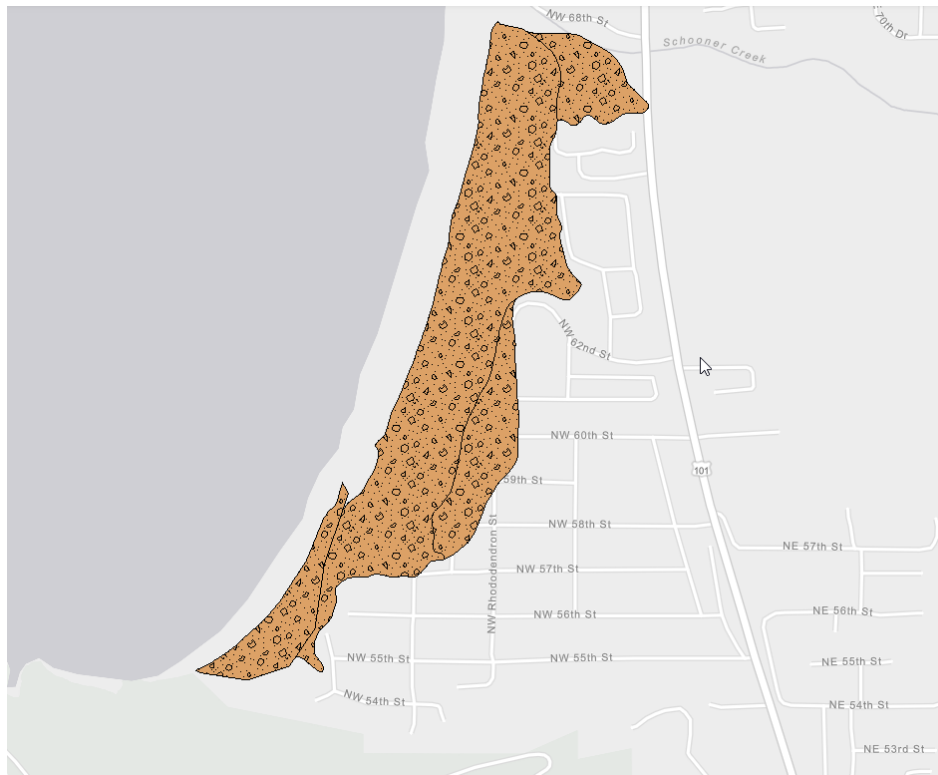 NW 68th St
E 70th Dr
Schooner Creek
NW 62nd St
NW 60th St
101
59th St
NW Rhododendron St
NW 58th St
NE 57th St
NW 57th St
NW 56th St
NE 56th St
NW 55th St
NW 55th St
NE 55th St
NW 54th St
NE 54th St
NE 53rd St